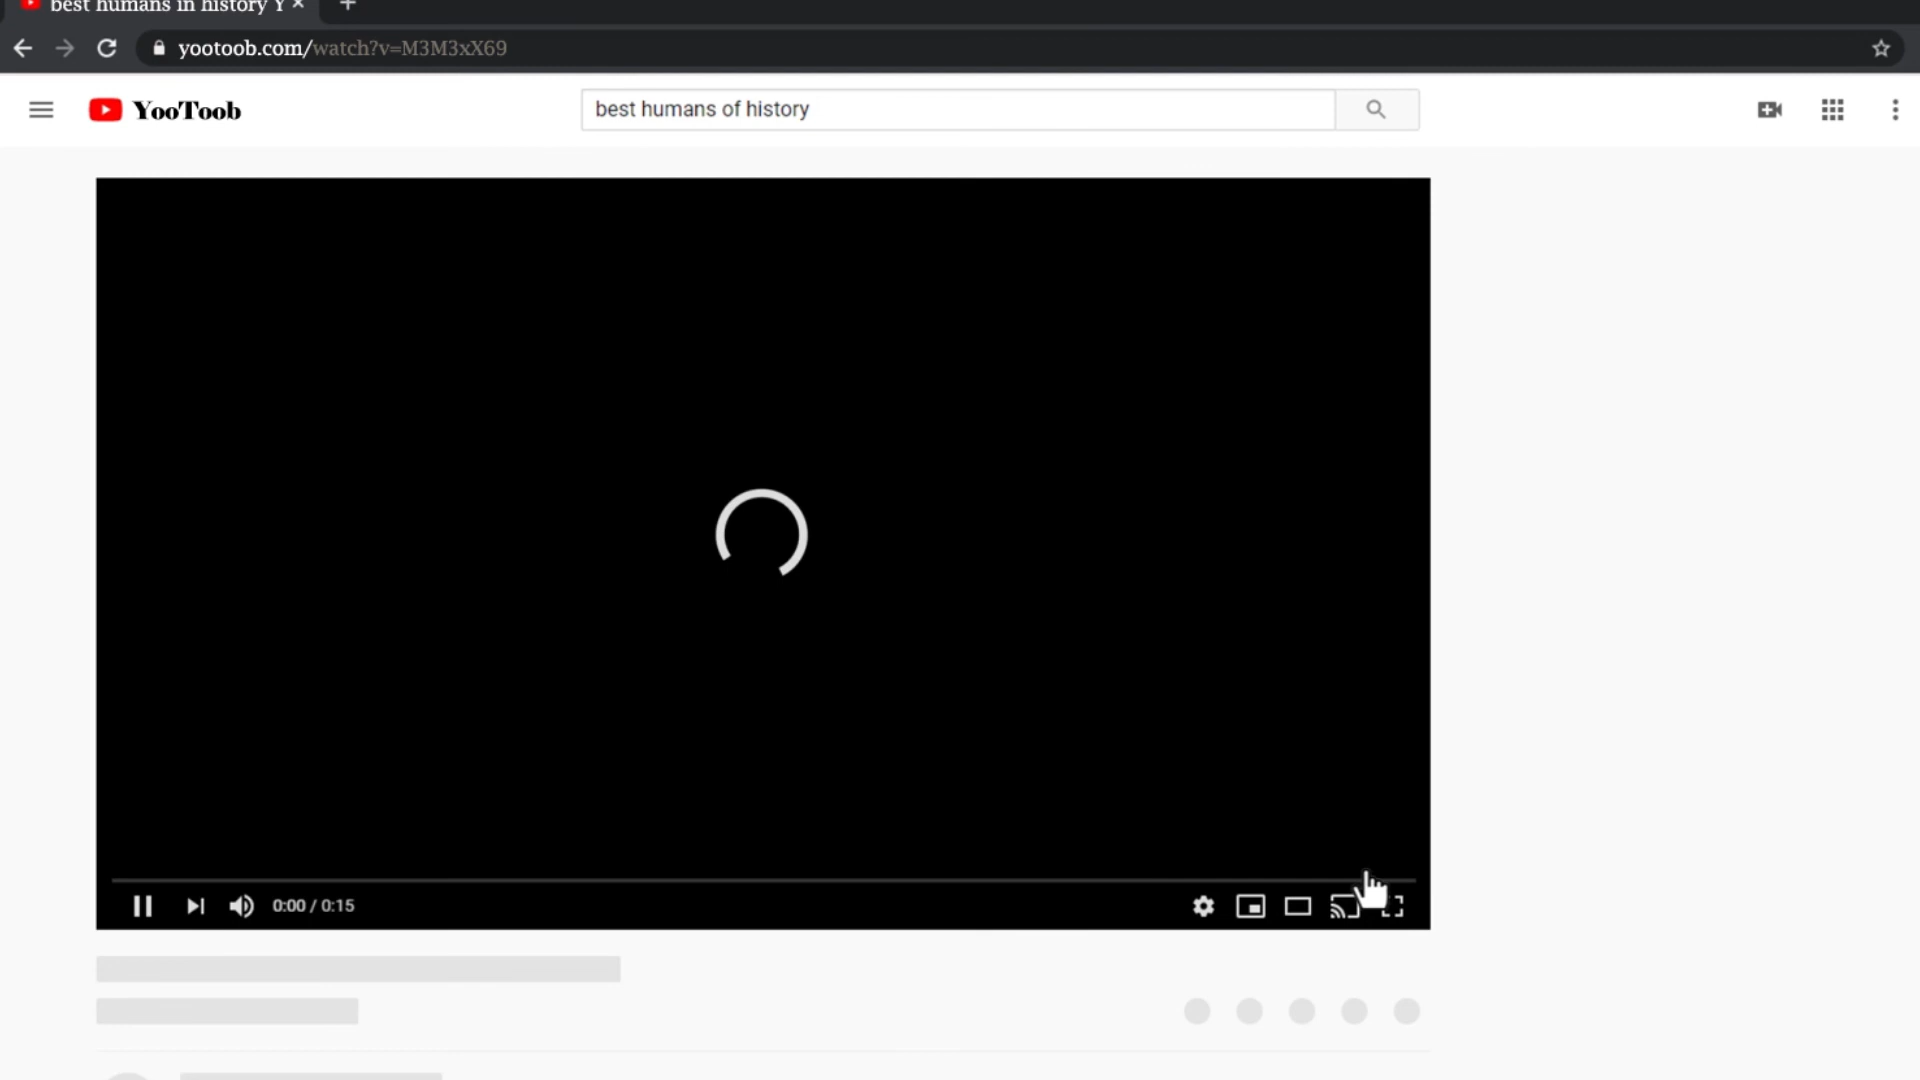 best humans in history Y
yootoob.com/watch?v=M3M3xX69
YooToob
best humans of history
0:00 / 0:15